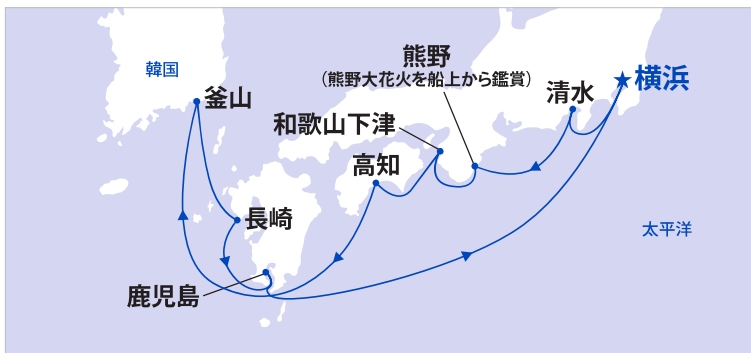 韓国
釜山
熊野
(熊野大花火を船上から鑑賞)
清水
横浜
和歌山下津
高知
長崎
太平洋
鹿児島